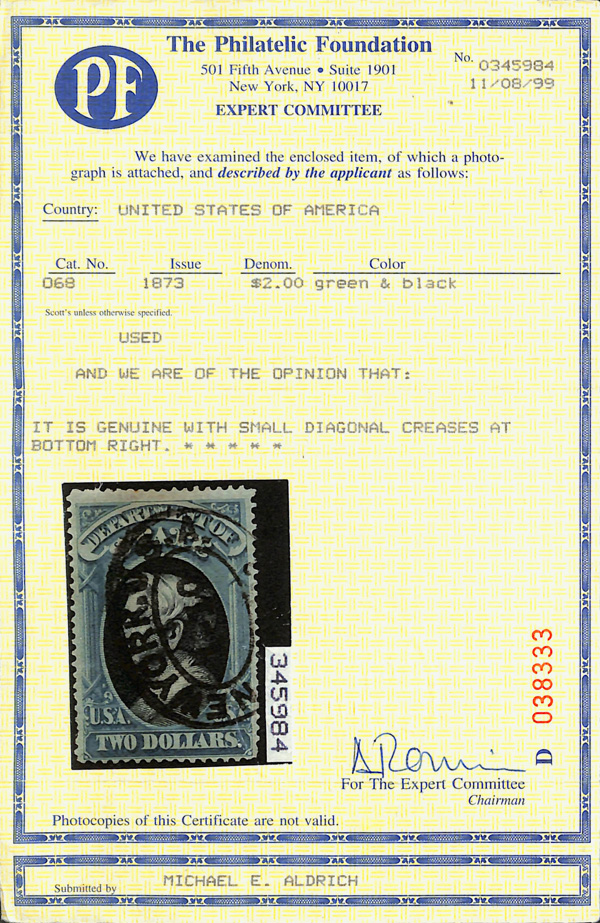 PF
The Philatelic Foundation
501 Fifth Avenue • Suite 1901
New York, NY 10017
EXPERT COMMITTEE
No. 0345984
11/08/99
We have examined the enclosed item, of which a photo-
graph is attached, and described by the applicant as follows:
Country: UNITED STATES OF AMERICA
Cat. No. Issue Denom. Color
O68 1873 $2.00 green & black
Scott's unless otherwise specified.
USED
AND WE ARE OF THE OPINION THAT:
IT IS GENUINE WITH SMALL DIAGONAL CREASES AT
BOTTOM RIGHT. * * * * *
DEPARTMENT OF
STATE
U.S.A.
TWO DOLLARS.
NEW YORK
345984
D 038333
For The Expert Committee
Chairman
Photocopies of this Certificate are not valid.
Submitted by MICHAEL E. ALDRICH